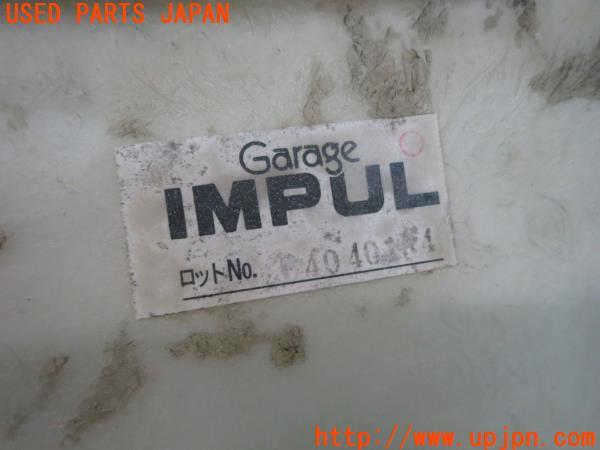 USED PARTS JAPAN
Garage
IMPUL
ロットNo.
http://www.upjpn.com